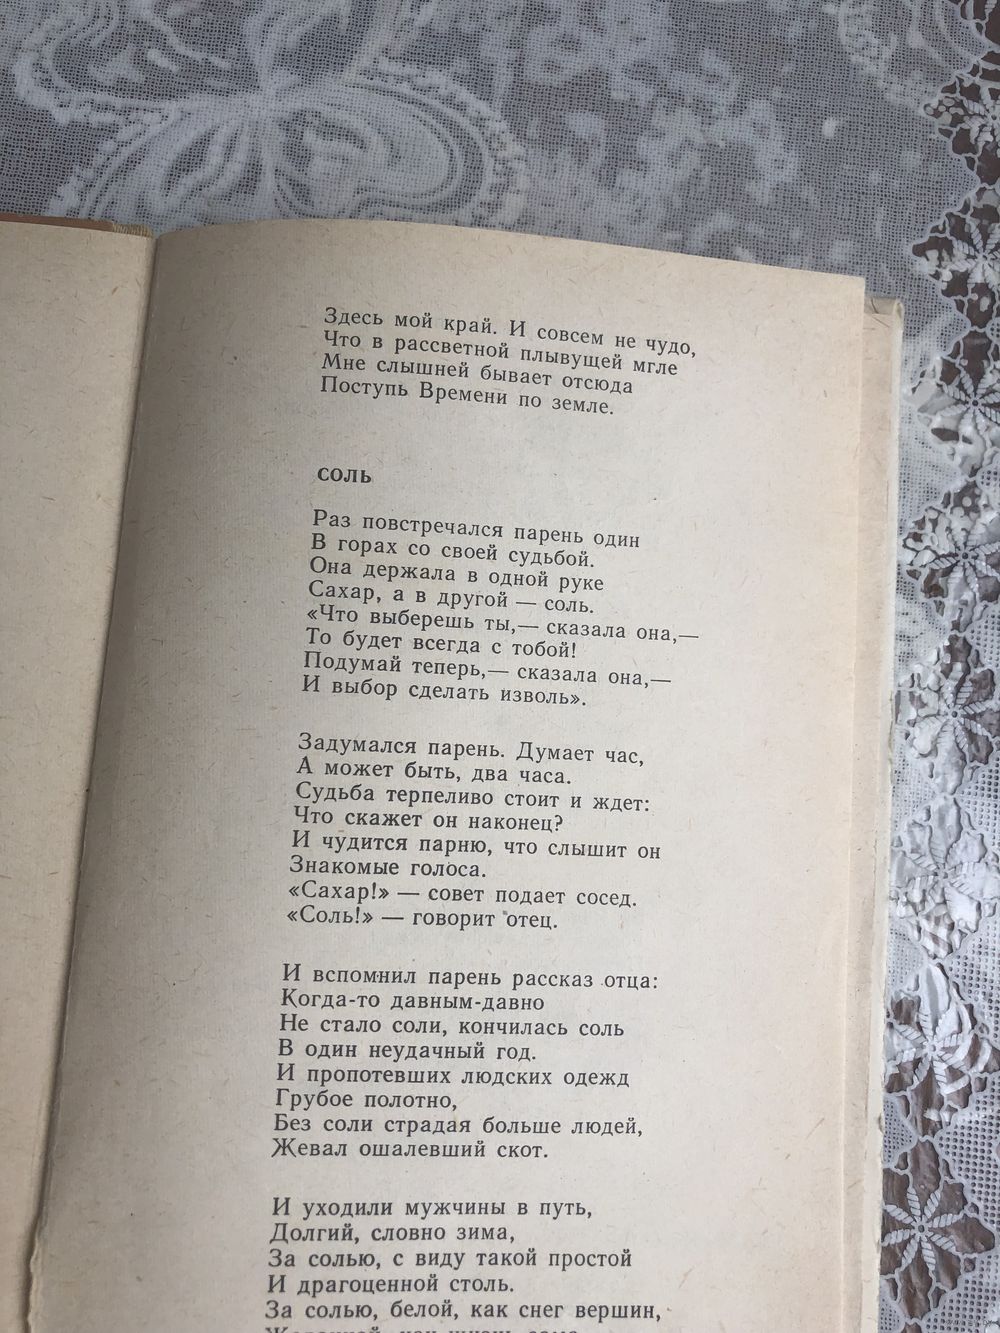 Здесь мой край. И совсем не чудо,
Что в рассветной плывущей мгле
Мне слышней бывает отсюда
Поступь Времени по земле.
СОЛЬ
Раз повстречался парень один
В горах со своей судьбой.
Она держала в одной руке
Сахар, а в другой — соль.
«Что выберешь ты,— сказала она,—
То будет всегда с тобой!
Подумай теперь,— сказала она,—
И выбор сделать изволь».
Задумался парень. Думает час,
А может быть, два часа.
Судьба терпеливо стоит и ждет:
Что скажет он наконец?
И чудится парню, что слышит он
Знакомые голоса.
«Сахар!» — совет подает сосед.
«Соль!» — говорит отец.
И вспомнил парень рассказ отца:
Когда-то давным-давно
Не стало соли, кончилась соль
В один неудачный год.
И пропотевших людских одежд
Грубое полотно,
Без соли страдая больше людей,
Жевал ошалевший скот.
И уходили мужчины в путь,
Долгий, словно зима,
За солью, с виду такой простой
И драгоценной столь.
За солью, белой, как снег вершин,